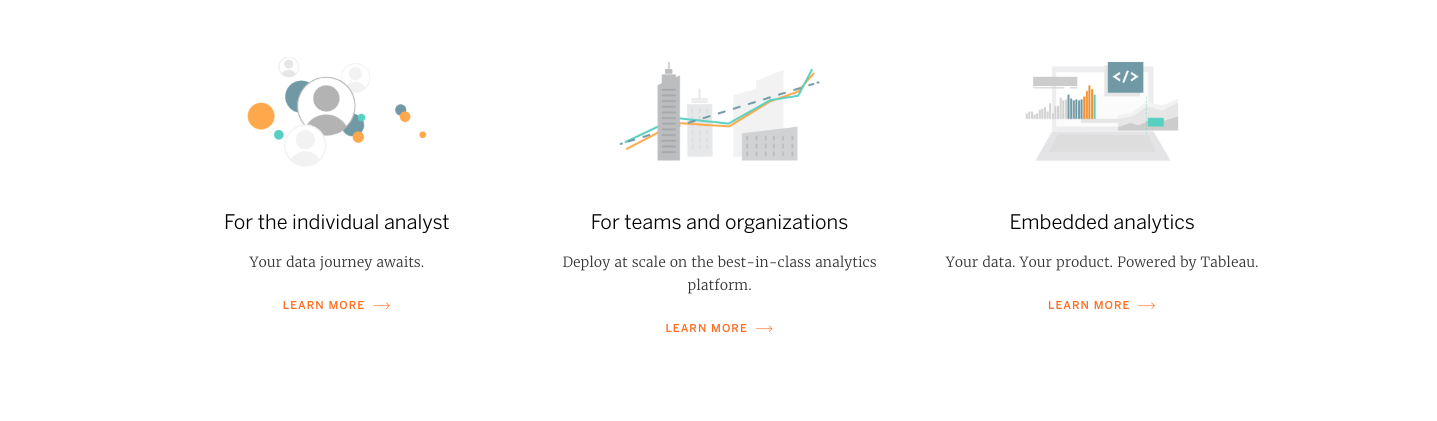 </>
For the individual analyst
Your data journey awaits.
LEARN MORE
For teams and organizations
Deploy at scale on the best-in-class analytics
platform.
LEARN MORE
Embedded analytics
Your data. Your product. Powered by Tableau.
LEARN MORE